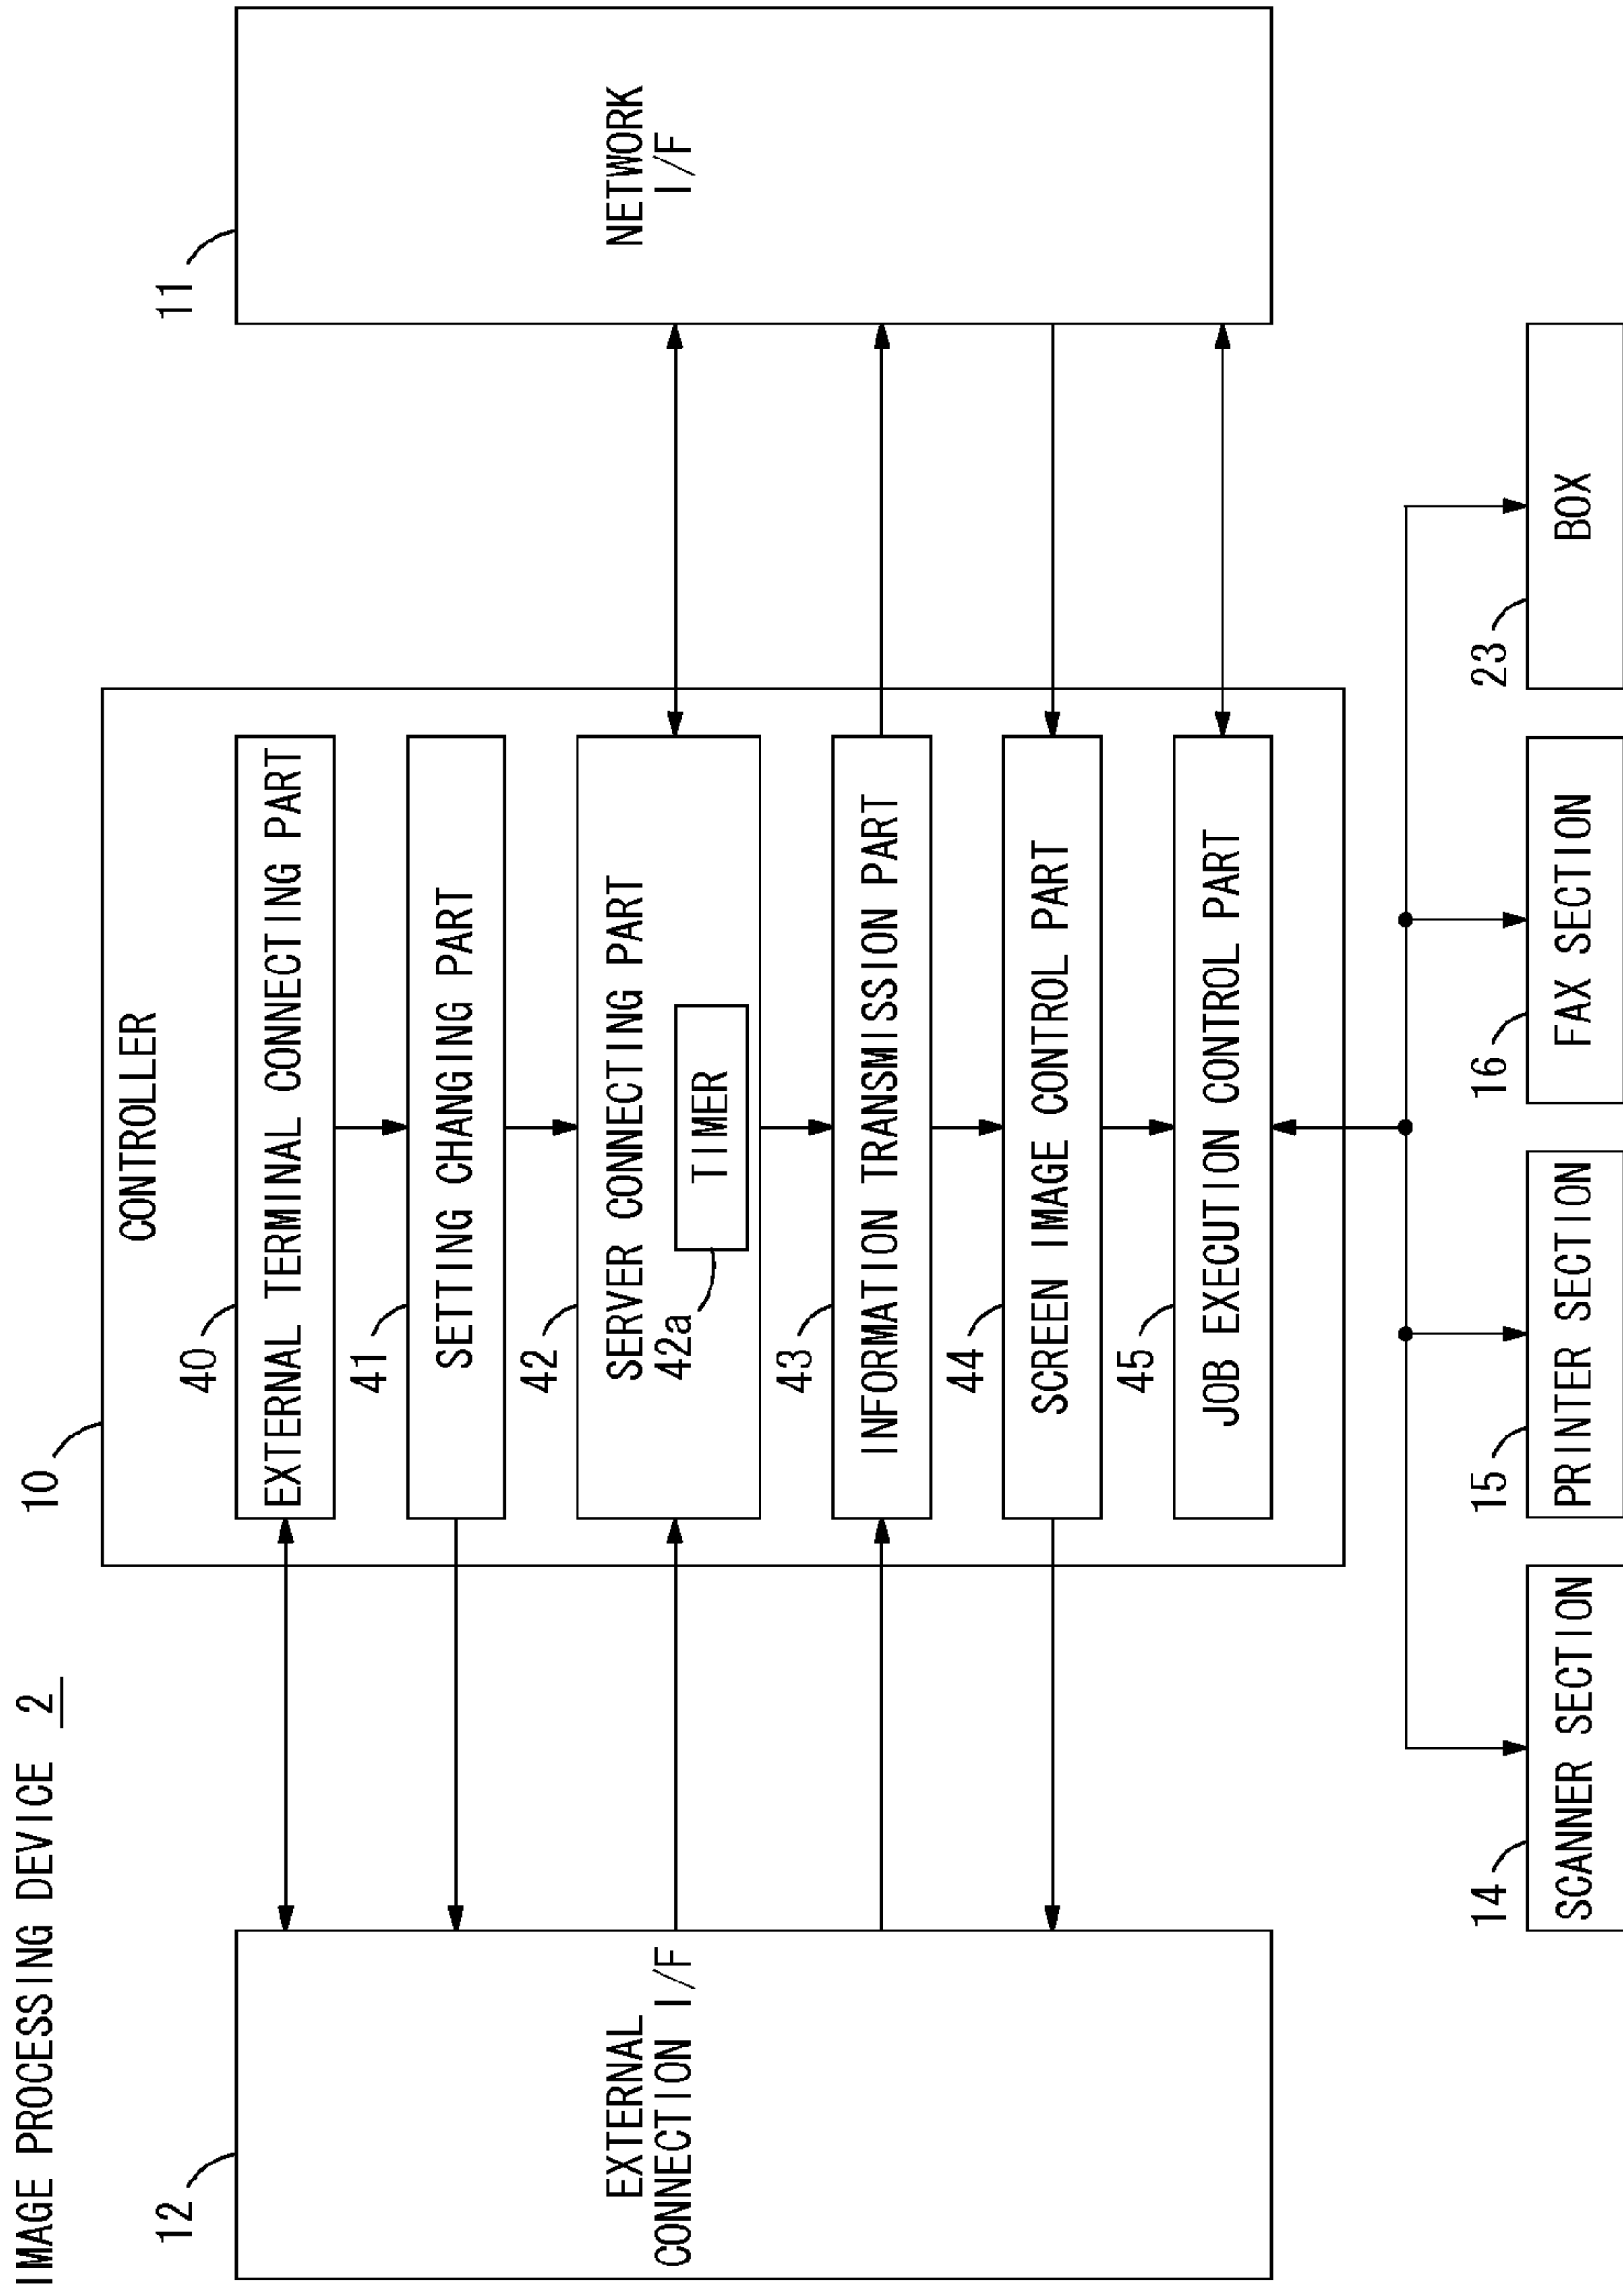 IMAGE PROCESSING DEVICE 2
10
CONTROLLER
12
EXTERNAL
CONNECTION I/F
11
NETWORK
I/F
40
EXTERNAL TERMINAL CONNECTING PART
41
SETTING CHANGING PART
42
SERVER CONNECTING PART
42a
TIMER
43
INFORMATION TRANSMISSION PART
44
SCREEN IMAGE CONTROL PART
45
JOB EXECUTION CONTROL PART
14
SCANNER SECTION
15
PRINTER SECTION
16
FAX SECTION
23
BOX